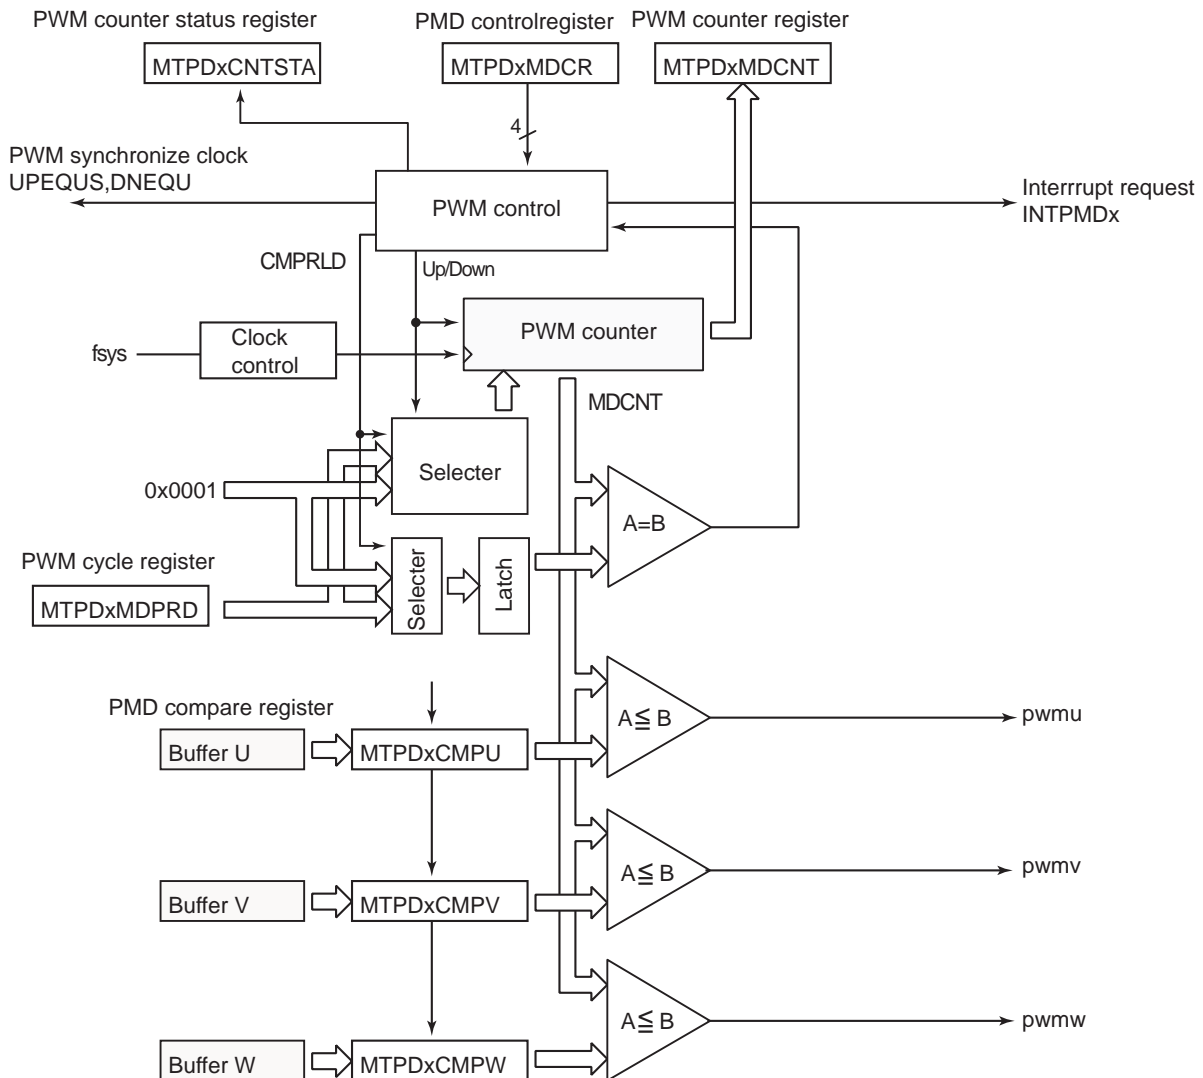 PWM counter status register
PMD controlregister
PWM counter register
MTPDxCNTSTA
MTPDxMDCR
MTPDxMDCNT
4
PWM synchronize clock
UPEQUS,DNEQU
PWM control
Interrrupt request
INTPMDx
CMPRLD
Up/Down
PWM counter
fsys
Clock
control
MDCNT
Selecter
0x0001
A=B
PWM cycle register
MTPDxMDPRD
Selecter
Latch
PMD compare register
Buffer U
MTPDxCMPU
A≦ B
pwmu
Buffer V
MTPDxCMPV
A≦ B
pwmv
Buffer W
MTPDxCMPW
A≦ B
pwmw